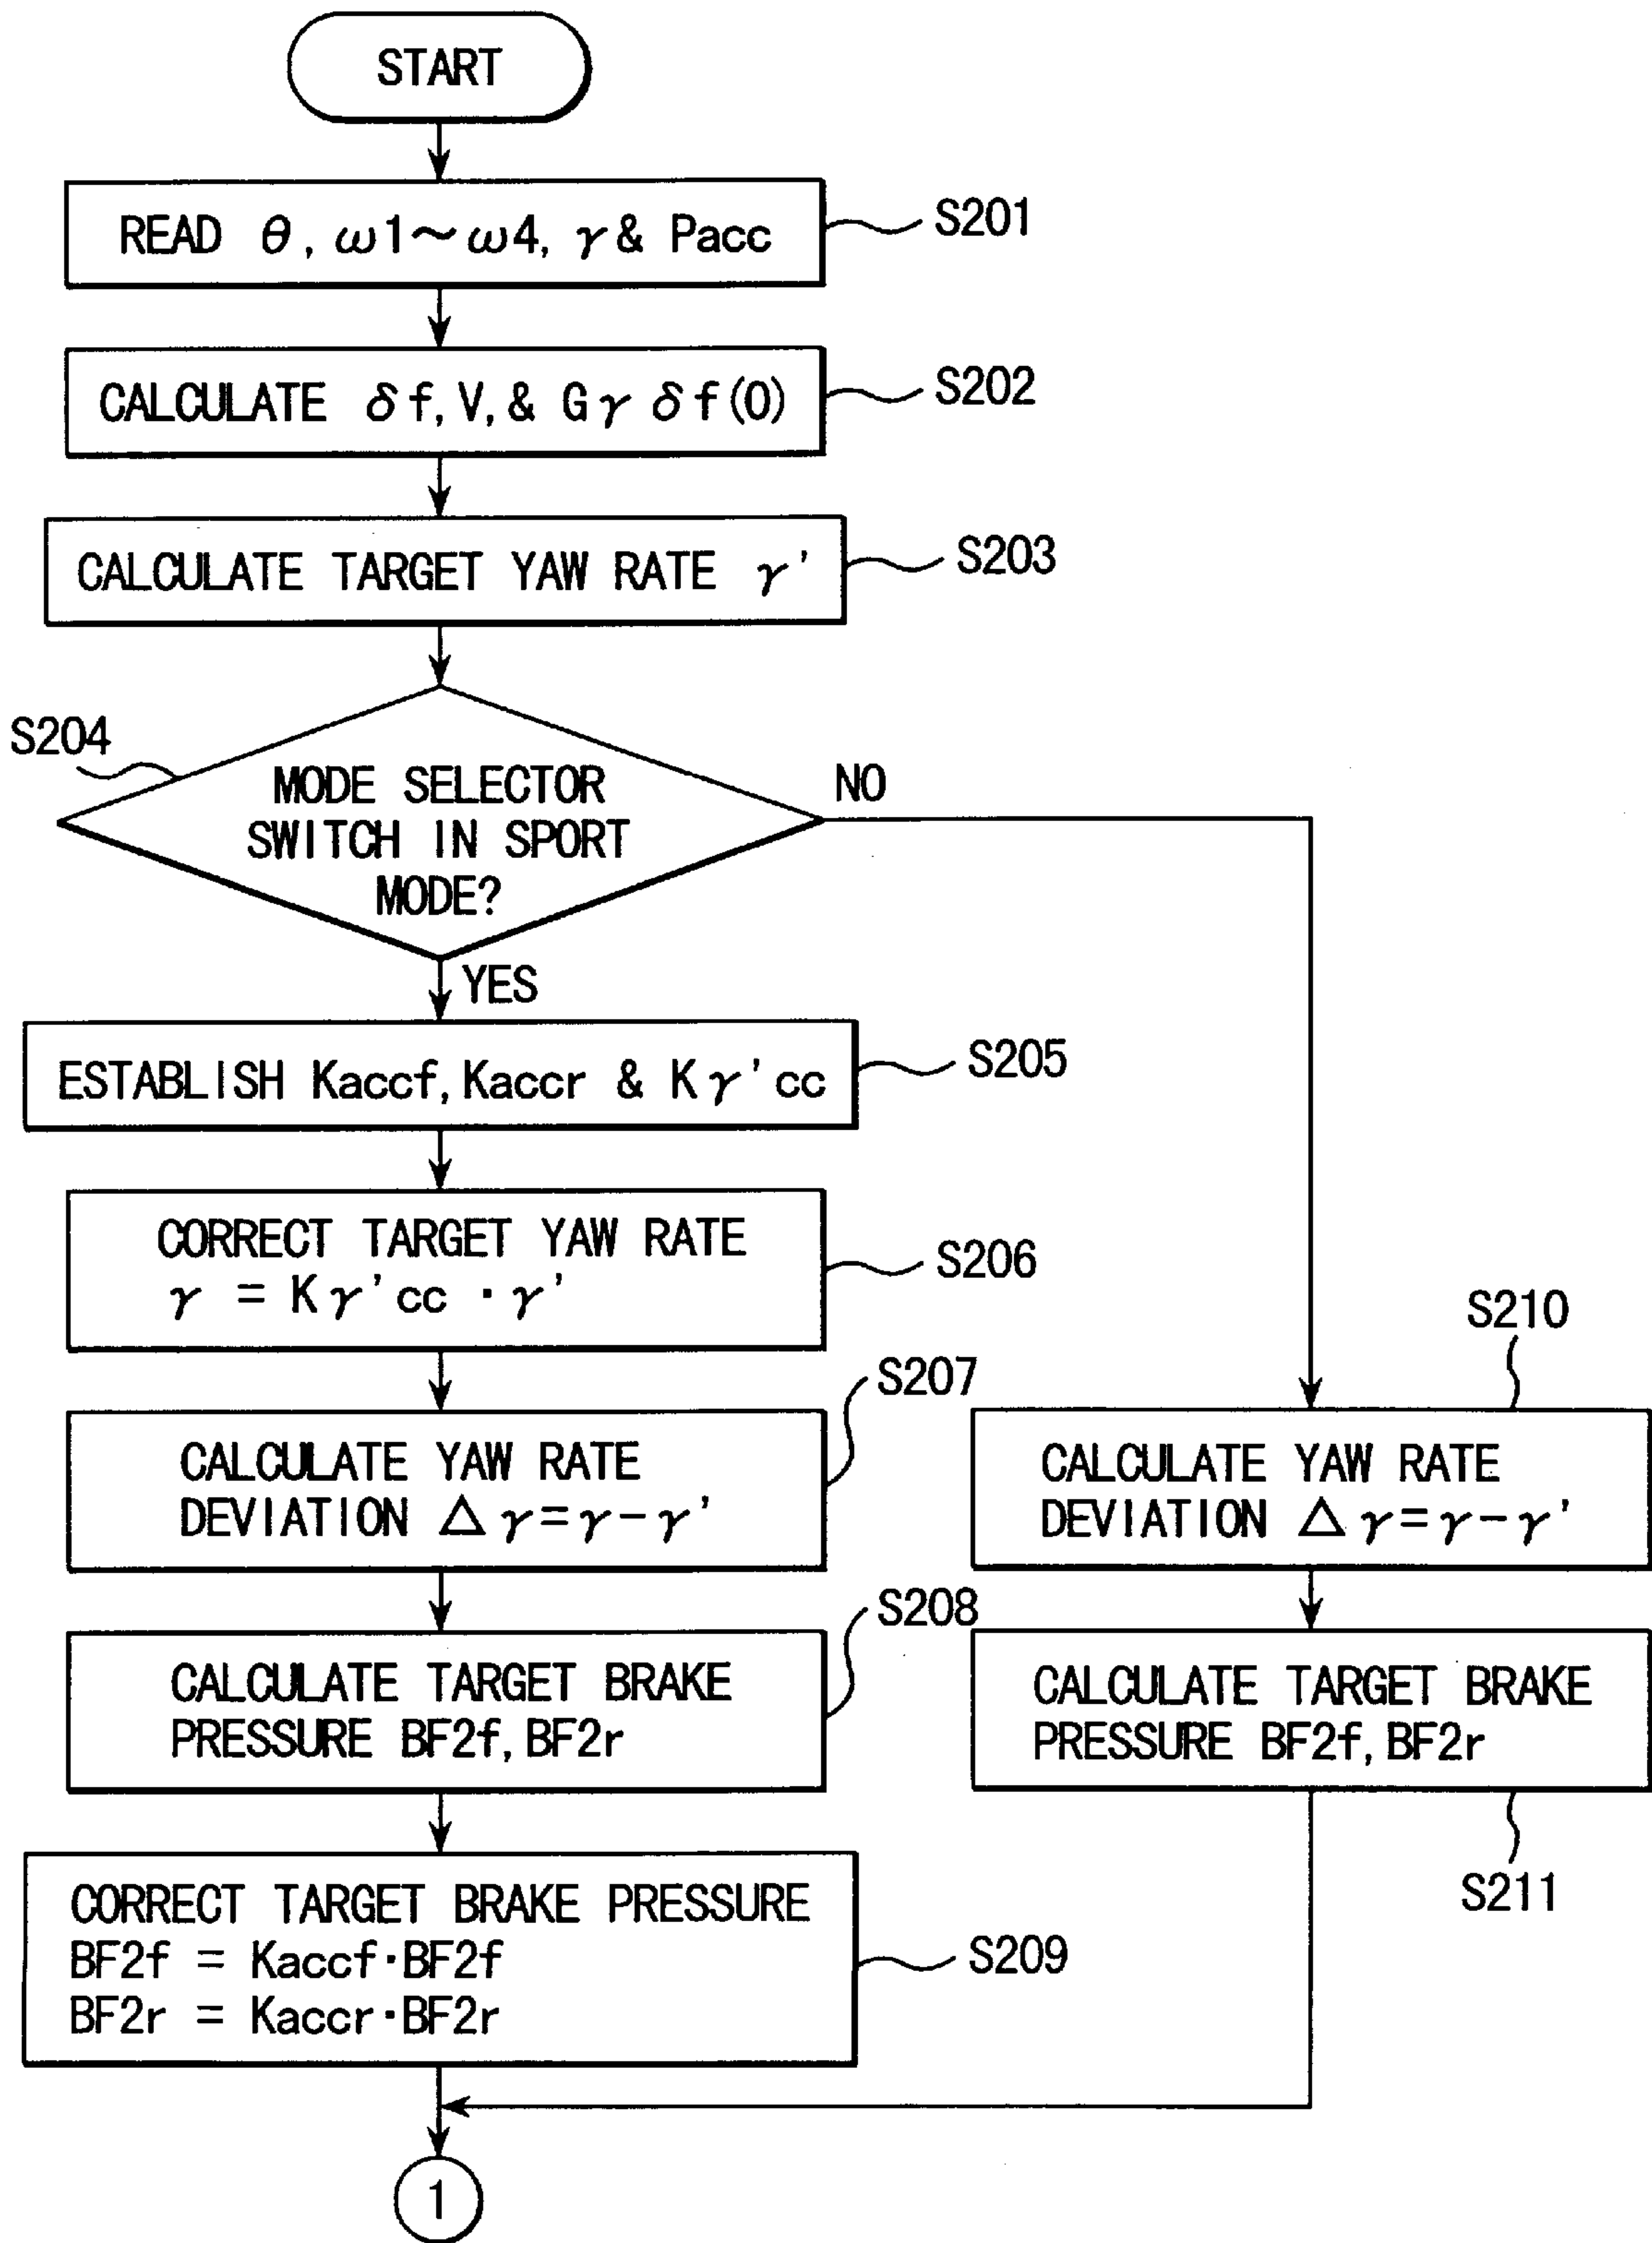 START
READ θ, ω1~ω4, γ & Pacc
S201
CALCULATE δf, V, & Gγ δf(0)
S202
CALCULATE TARGET YAW RATE γ'
S203
S204
MODE SELECTOR
SWITCH IN SPORT
MODE?
NO
YES
ESTABLISH Kaccf, Kaccr & Kγ'cc
S205
CORRECT TARGET YAW RATE
γ = Kγ'cc · γ'
S206
CALCULATE YAW RATE
DEVIATION △γ=γ-γ'
S207
CALCULATE TARGET BRAKE
PRESSURE BF2f, BF2r
S208
CORRECT TARGET BRAKE PRESSURE
BF2f = Kaccf·BF2f
BF2r = Kaccr·BF2r
S209
S210
CALCULATE YAW RATE
DEVIATION △γ=γ-γ'
CALCULATE TARGET BRAKE
PRESSURE BF2f, BF2r
S211
1